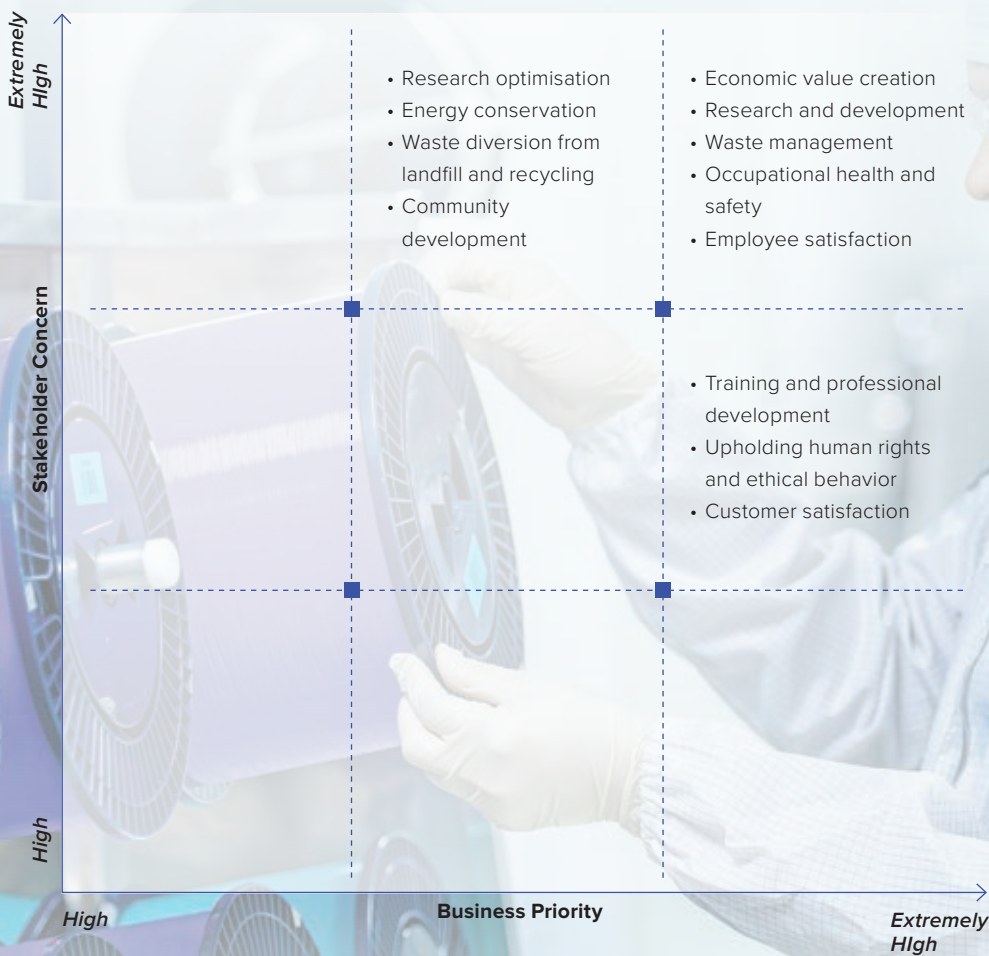 Extremely
HIgh
• Research optimisation
• Energy conservation
• Waste diversion from
landfill and recycling
• Community
development
• Economic value creation
• Research and development
• Waste management
• Occupational health and
safety
• Employee satisfaction
Stakeholder Concern
• Training and professional
development
• Upholding human rights
and ethical behavior
• Customer satisfaction
High
High
Business Priority
Extremely
HIgh